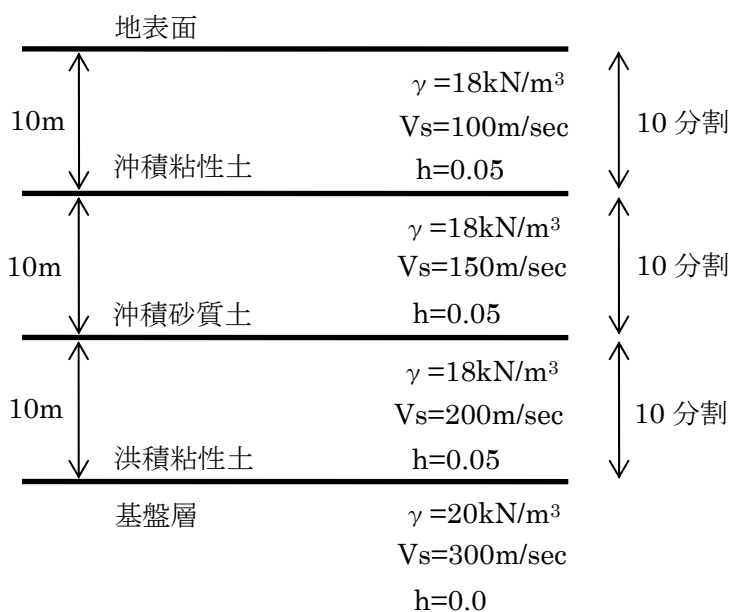 地表面
γ=18kN/m³
10m
Vs=100m/sec
10 分割
沖積粘性土
h=0.05
γ=18kN/m³
10m
Vs=150m/sec
10 分割
沖積砂質土
h=0.05
γ=18kN/m³
10m
Vs=200m/sec
10 分割
洪積粘性土
h=0.05
基盤層
γ=20kN/m³
Vs=300m/sec
h=0.0